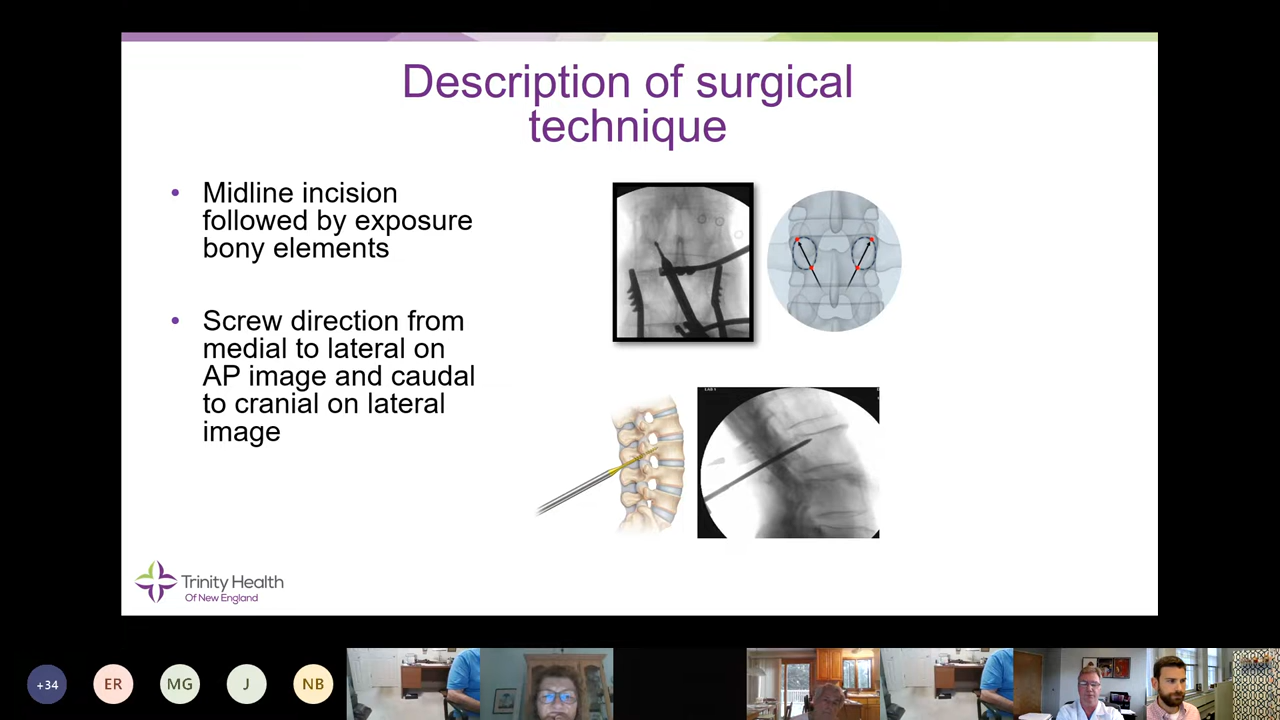 Description of surgical
technique
• Midline incision
followed by exposure
bony elements
• Screw direction from
medial to lateral on
AP image and caudal
to cranial on lateral
image
Trinity Health
Of New England
+34
ER
MG
J
NB